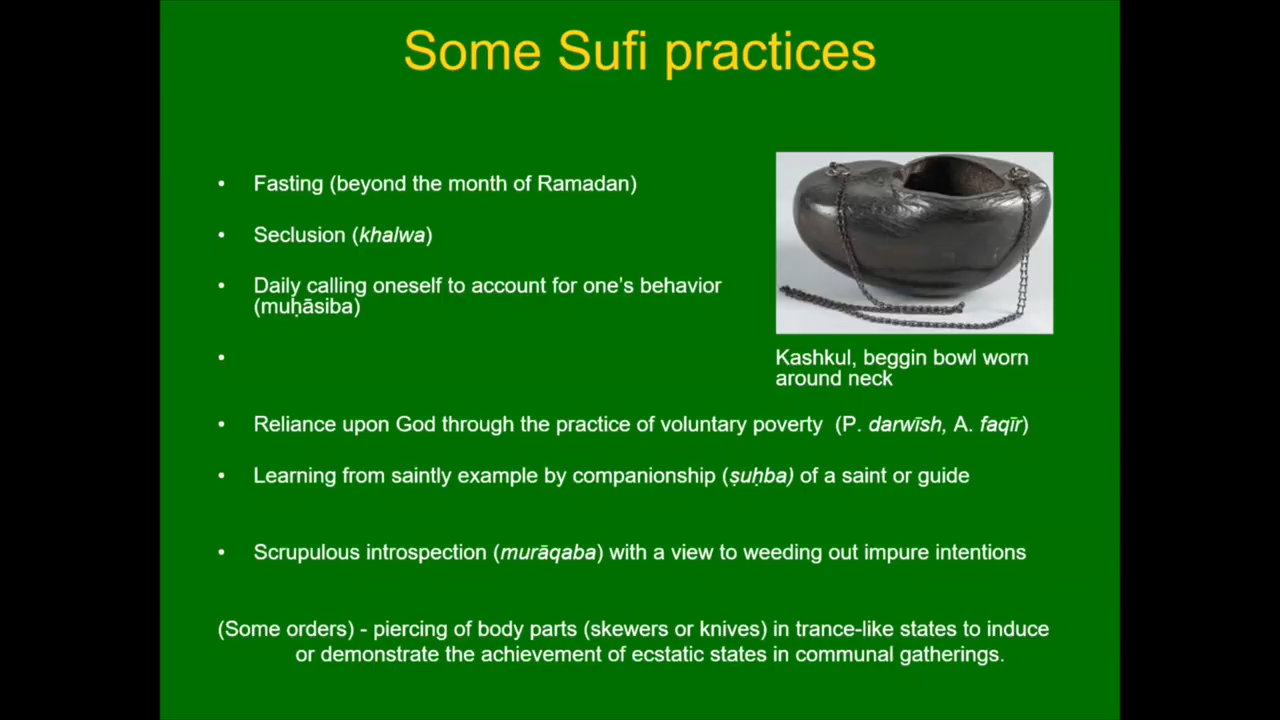 Some Sufi practices
• Fasting (beyond the month of Ramadan)
• Seclusion (khalwa)
• Daily calling oneself to account for one's behavior
(muḥāsiba)
•
Kashkul, beggin bowl worn
around neck
• Reliance upon God through the practice of voluntary poverty  (P. darwīsh, A. faqīr)
• Learning from saintly example by companionship (ṣuḥba) of a saint or guide
• Scrupulous introspection (murāqaba) with a view to weeding out impure intentions
(Some orders) - piercing of body parts (skewers or knives) in trance-like states to induce
or demonstrate the achievement of ecstatic states in communal gatherings.